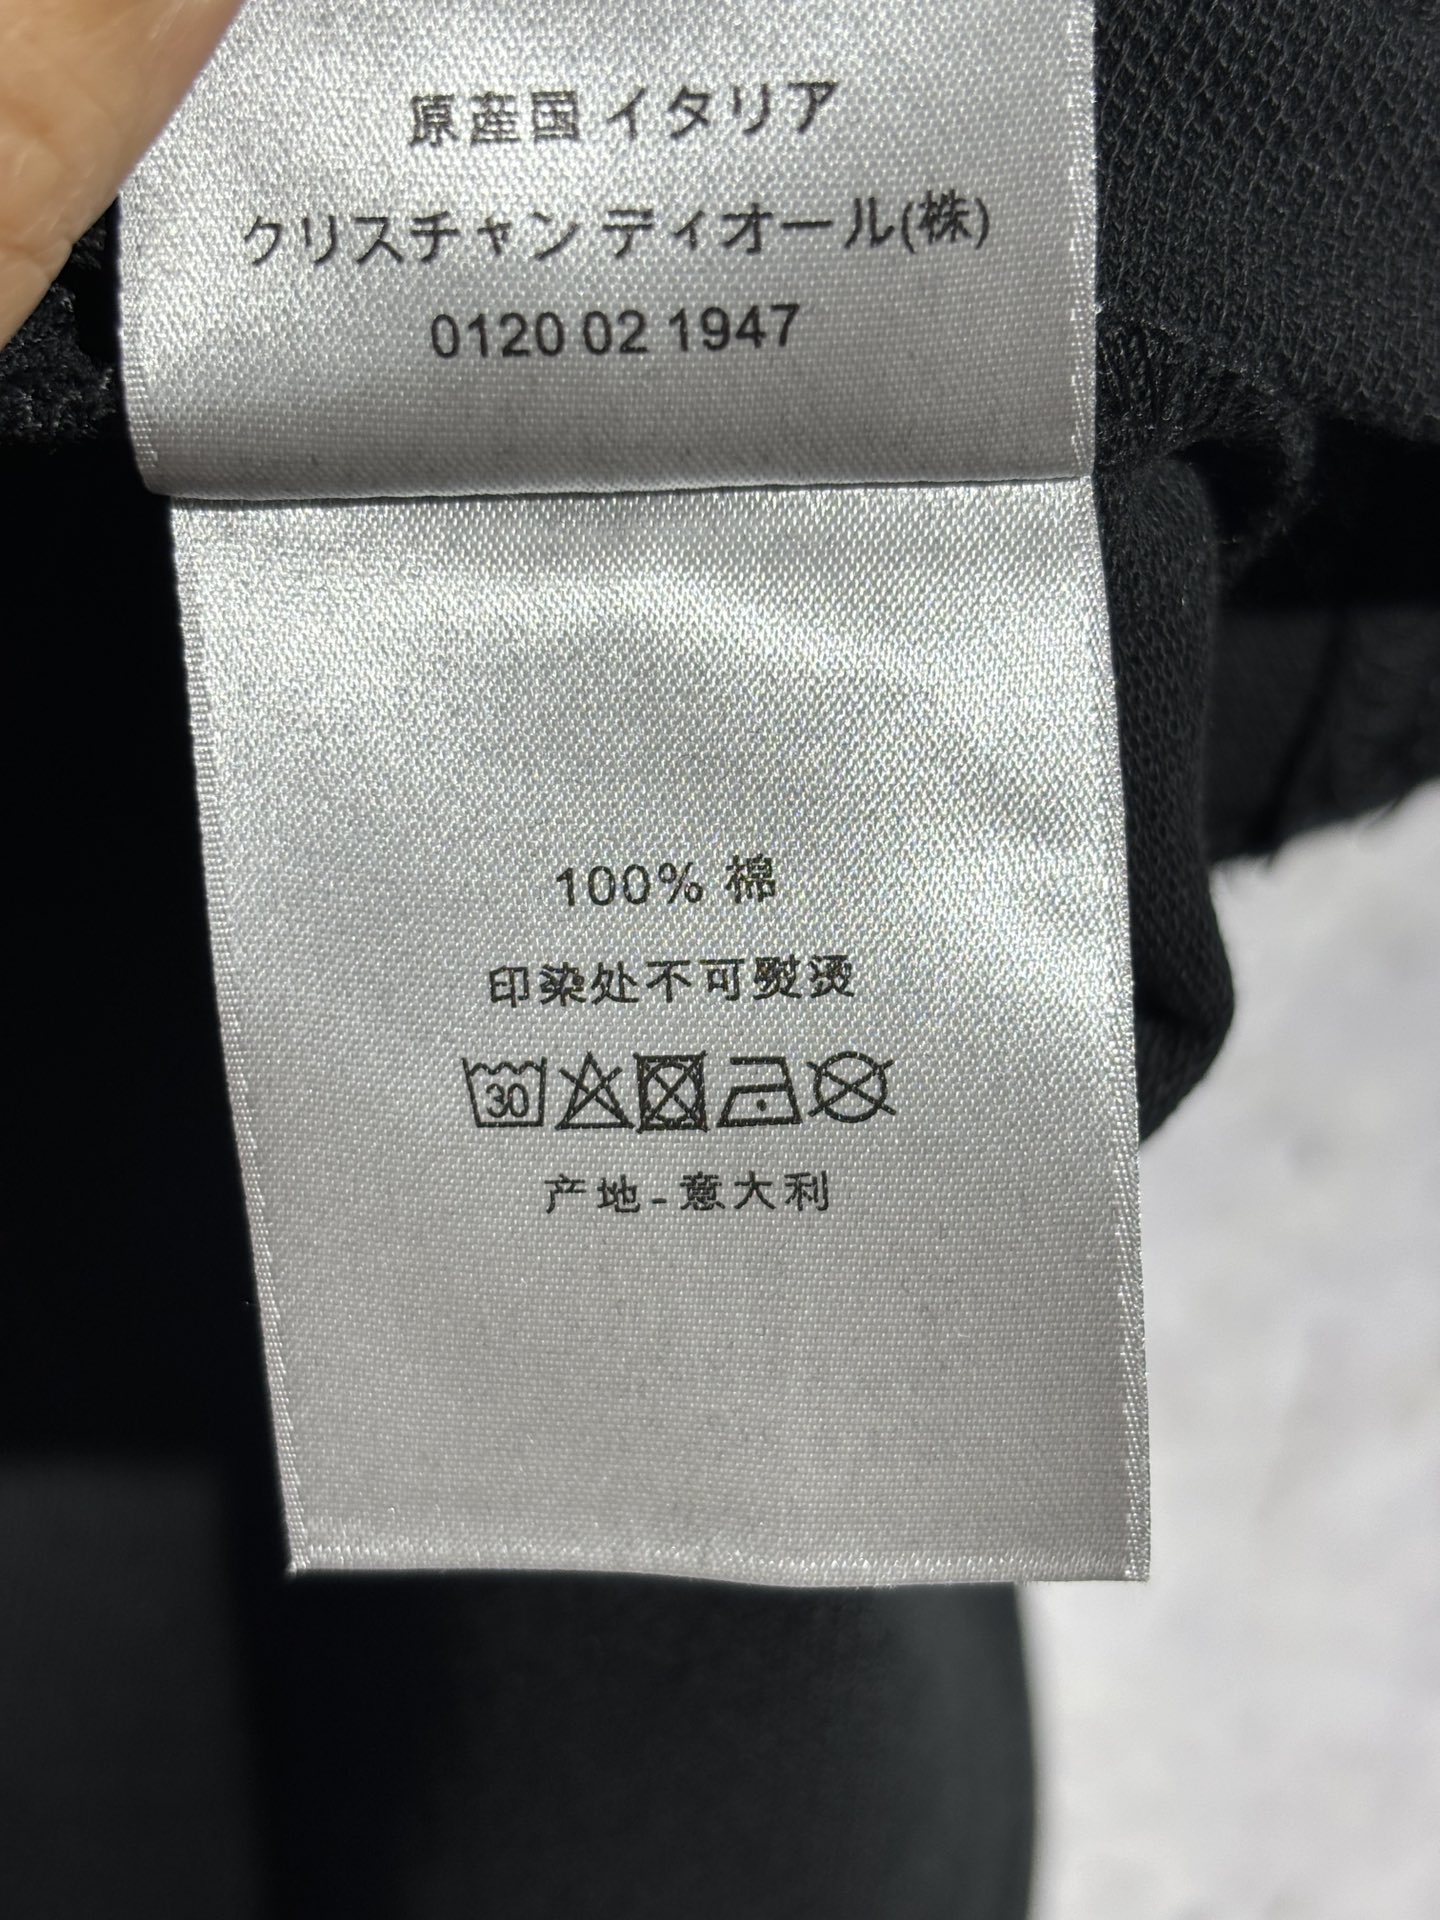 原産国 イタリア
クリスチャン ディオール(株)
0120 02 1947
100% 棉
印染处不可熨烫
30
产地-意大利